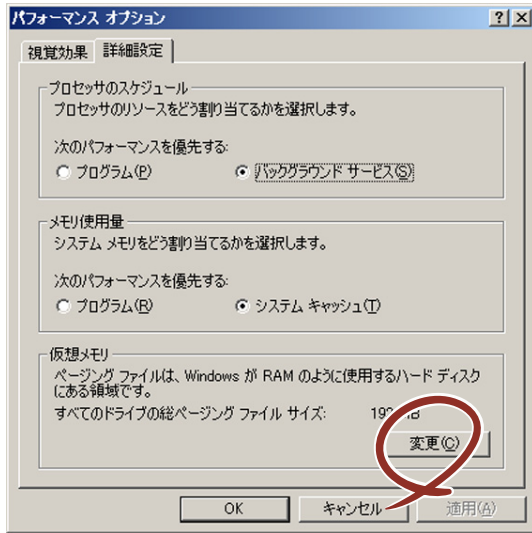 パフォーマンス オプション
視覚効果 詳細設定
プロセッサのスケジュール
プロセッサのリソースをどう割り当てるかを選択します。
次のパフォーマンスを優先する:
プログラム(P) バックグラウンド サービス(S)
メモリ使用量
システム メモリをどう割り当てるかを選択します。
次のパフォーマンスを優先する:
プログラム(R) システム キャッシュ(T)
仮想メモリ
ページング ファイルは、Windows が RAM のように使用するハード ディスク
にある領域です。
すべてのドライブの総ページング ファイル サイズ:
変更(C)
OK キャンセル 適用(A)